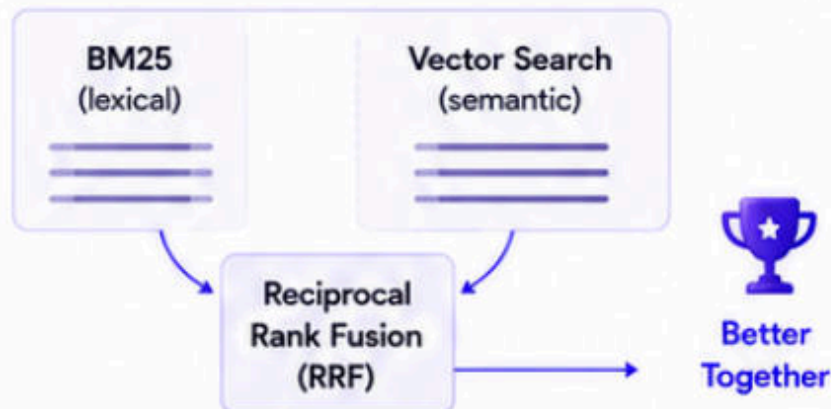 BM25
(lexical)
Vector Search
(semantic)
Reciprocal
Rank Fusion
(RRF)
Better
Together